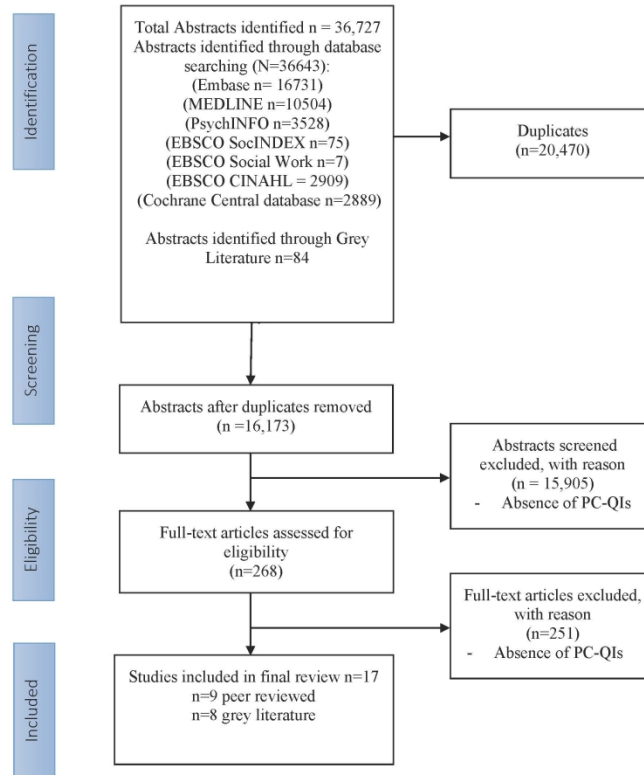 Identification
Total Abstracts identified n = 36,727
Abstracts identified through database
searching (N=36643):
(Embase n= 16731)
(MEDLINE n=10504)
(PsychINFO n=3528)
(EBSCO SocINDEX n=75)
(EBSCO Social Work n=7)
(EBSCO CINAHL = 2909)
(Cochrane Central database n=2889)
Abstracts identified through Grey
Literature n=84
Duplicates
(n=20,470)
Screening
Abstracts after duplicates removed
(n =16,173)
Abstracts screened
excluded, with reason
(n = 15,905)
- Absence of PC-QIs
Eligibility
Full-text articles assessed for
eligibility
(n=268)
Full-text articles excluded,
with reason
(n=251)
- Absence of PC-QIs
Included
Studies included in final review n=17
n=9 peer reviewed
n=8 grey literature